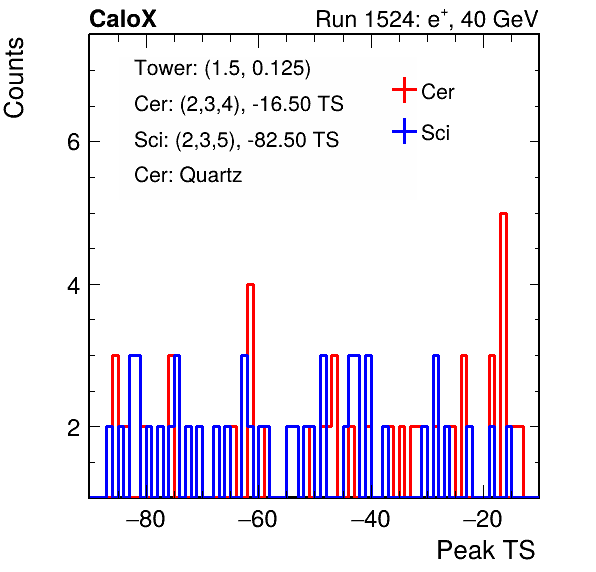 CaloX Run 1524: e⁺, 40 GeV
Counts
Tower: (1.5, 0.125)
Cer: (2,3,4), -16.50 TS
Sci: (2,3,5), -82.50 TS
Cer: Quartz
Cer
Sci
6
4
2
−80 −60 −40 −20
Peak TS